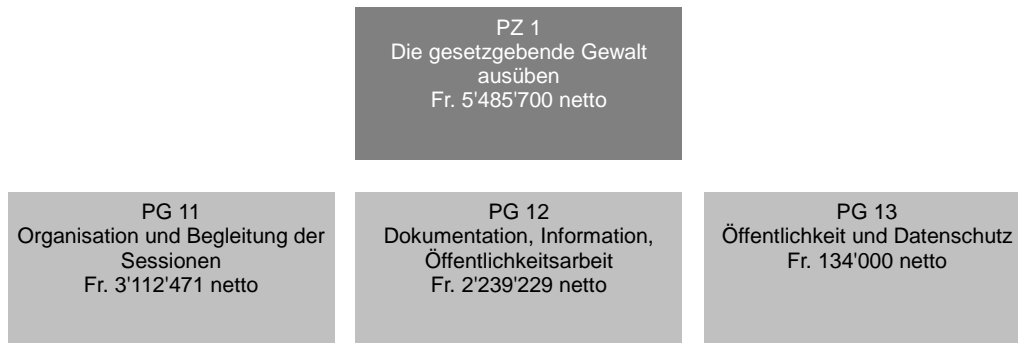 PZ 1
Die gesetzgebende Gewalt
ausüben
Fr. 5'485'700 netto
PG 11
Organisation und Begleitung der
Sessionen
Fr. 3'112'471 netto
PG 12
Dokumentation, Information,
Öffentlichkeitsarbeit
Fr. 2'239'229 netto
PG 13
Öffentlichkeit und Datenschutz
Fr. 134'000 netto